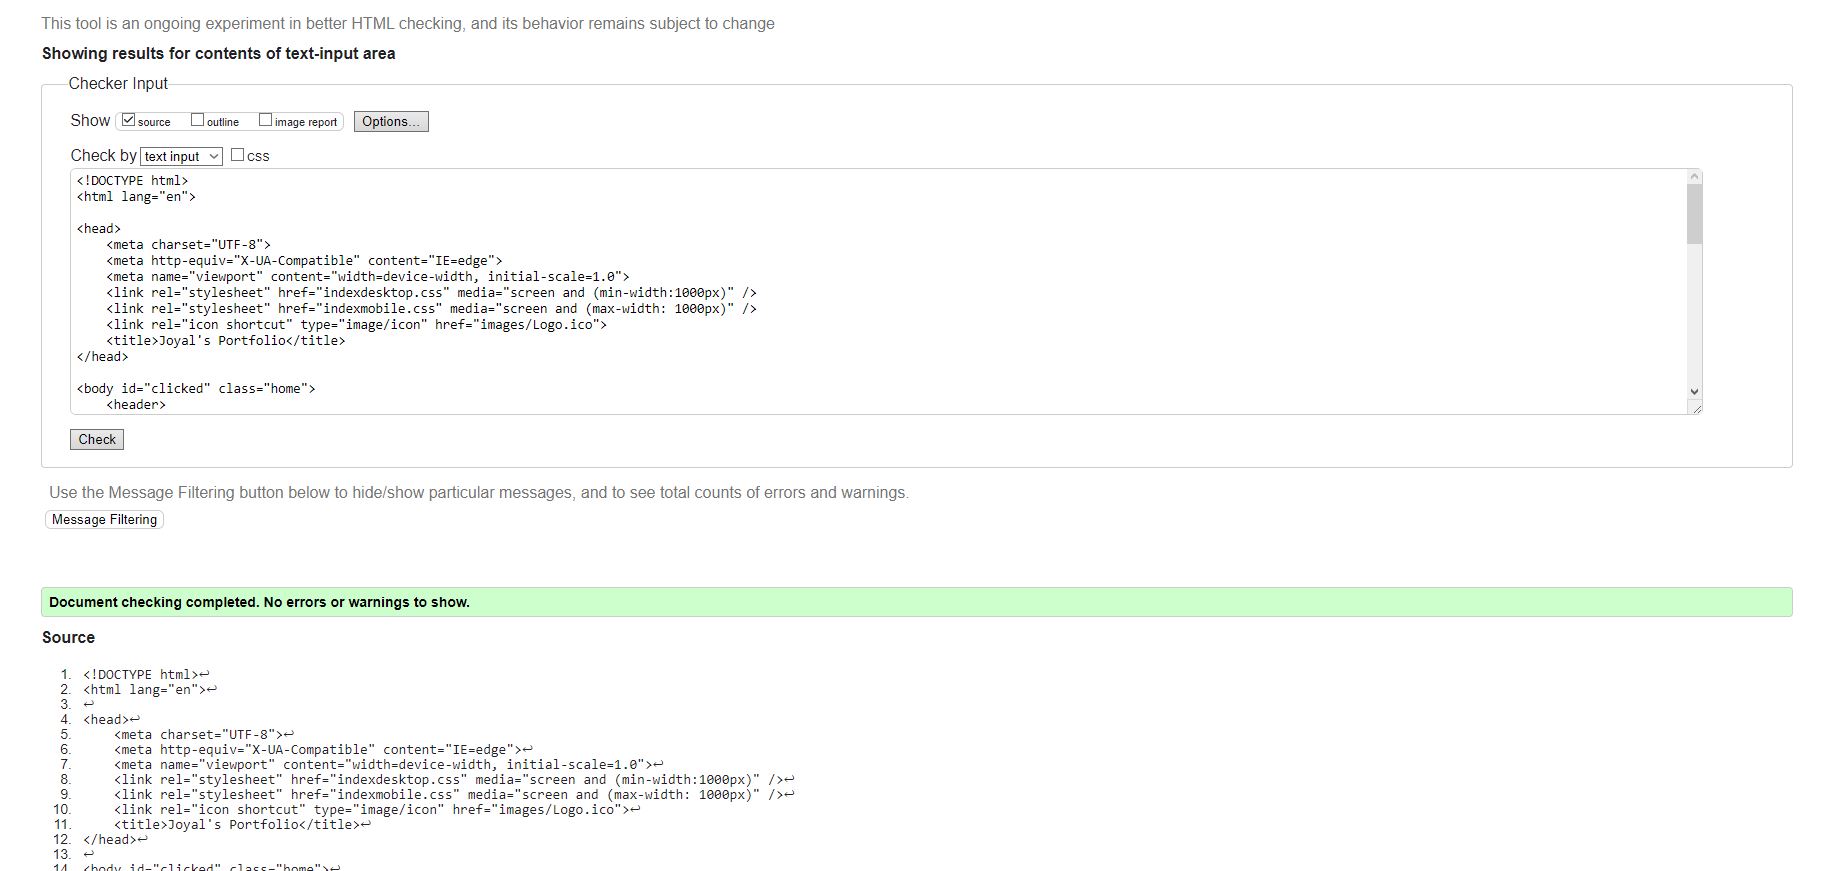 This tool is an ongoing experiment in better HTML checking, and its behavior remains subject to change
Showing results for contents of text-input area
Checker Input
Show source outline image report Options...
Check by text input css
<!DOCTYPE html>
<html lang="en">
<head>
<meta charset="UTF-8">
<meta http-equiv="X-UA-Compatible" content="IE=edge">
<meta name="viewport" content="width=device-width, initial-scale=1.0">
<link rel="stylesheet" href="indexdesktop.css" media="screen and (min-width:1000px)" />
<link rel="stylesheet" href="indexmobile.css" media="screen and (max-width: 1000px)" />
<link rel="icon shortcut" type="image/icon" href="images/Logo.ico">
<title>Joyal's Portfolio</title>
</head>
<body id="clicked" class="home">
<header>
Check
Use the Message Filtering button below to hide/show particular messages, and to see total counts of errors and warnings.
Message Filtering
Document checking completed. No errors or warnings to show.
Source
1. <!DOCTYPE html>↩
2. <html lang="en">↩
3. ↩
4. <head>↩
5. <meta charset="UTF-8">↩
6. <meta http-equiv="X-UA-Compatible" content="IE=edge">↩
7. <meta name="viewport" content="width=device-width, initial-scale=1.0">↩
8. <link rel="stylesheet" href="indexdesktop.css" media="screen and (min-width:1000px)" />↩
9. <link rel="stylesheet" href="indexmobile.css" media="screen and (max-width: 1000px)" />↩
10. <link rel="icon shortcut" type="image/icon" href="images/Logo.ico">↩
11. <title>Joyal's Portfolio</title>↩
12. </head>↩
13. ↩
14. <body id="clicked" class="home">↩